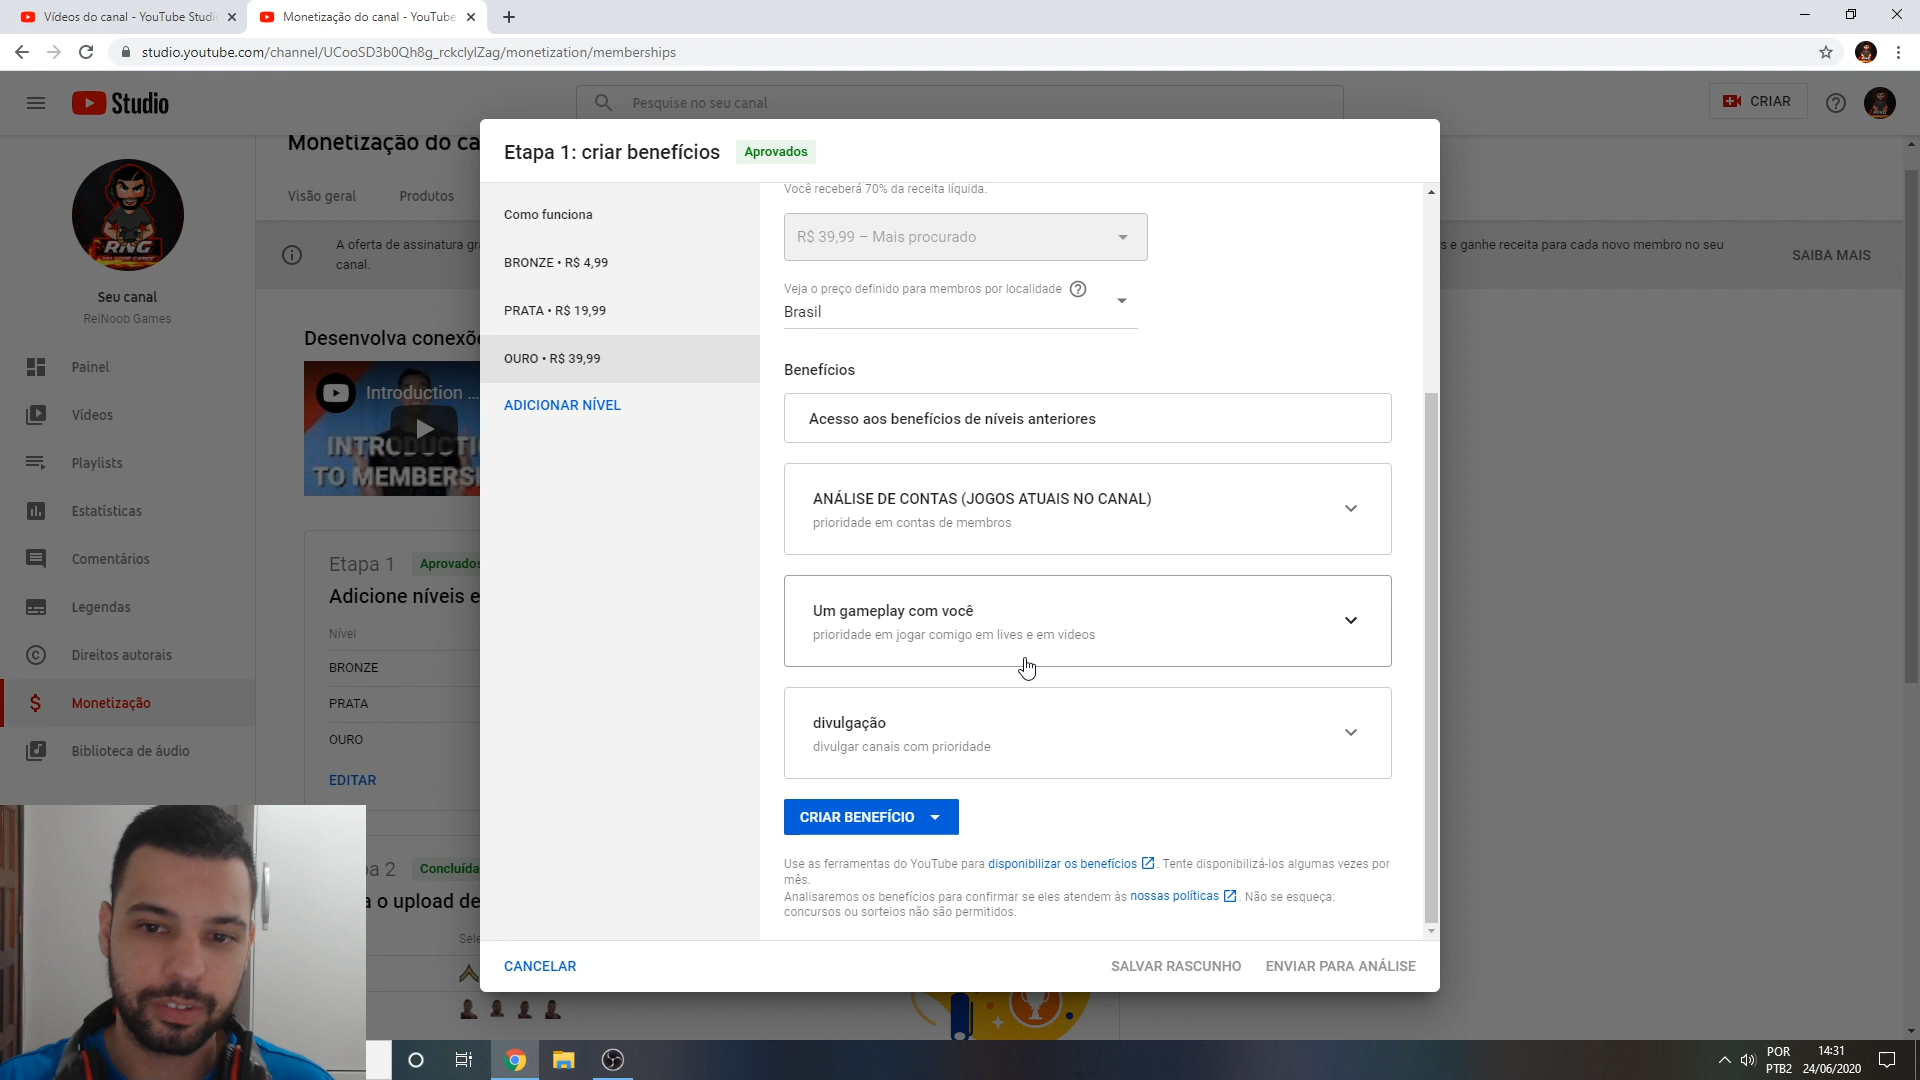 Vídeos do canal - YouTube Studi
Monetização do canal - YouTube
studio.youtube.com/channel/UCooSD3b0Qh8g_rckclylZag/monetization/memberships
Studio
Pesquise no seu canal
CRIAR
Monetização do ca
Etapa 1: criar benefícios
Aprovados
RNG
Seu canal
ReiNoob Games
Painel
Vídeos
Playlists
Estatísticas
Comentários
Legendas
Direitos autorais
Monetização
Biblioteca de áudio
Visão geral
Produtos
A oferta de assinatura gr
canal.
s e ganhe receita para cada novo membro no seu
SAIBA MAIS
Desenvolva conexõe
Introduction ...
INTRODUCTI
TO MEMBERSH
Etapa 1
Aprovados
Adicione níveis e
Nível
BRONZE
PRATA
OURO
EDITAR
pa 2
Concluída
a o upload de
Sele
Como funciona
BRONZE • R$ 4,99
PRATA • R$ 19,99
OURO • R$ 39,99
ADICIONAR NÍVEL
Você receberá 70% da receita líquida.
R$ 39,99 – Mais procurado
Veja o preço definido para membros por localidade
Brasil
Benefícios
Acesso aos benefícios de níveis anteriores
ANÁLISE DE CONTAS (JOGOS ATUAIS NO CANAL)
prioridade em contas de membros
Um gameplay com você
prioridade em jogar comigo em lives e em videos
divulgação
divulgar canais com prioridade
CRIAR BENEFÍCIO
Use as ferramentas do YouTube para disponibilizar os benefícios. Tente disponibilizá-los algumas vezes por
mês.
Analisaremos os benefícios para confirmar se eles atendem às nossas políticas. Não se esqueça:
concursos ou sorteios não são permitidos.
CANCELAR
SALVAR RASCUNHO
ENVIAR PARA ANÁLISE
POR
PTB2
14:31
24/06/2020